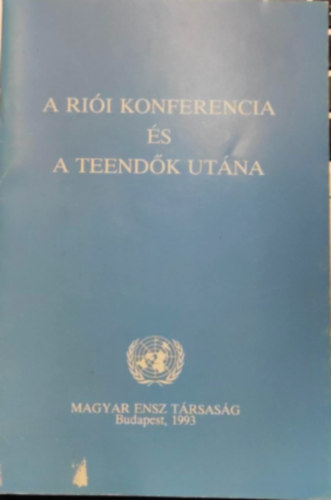 A RIÓI KONFERENCIA
ÉS
A TEENDŐK UTÁNA
MAGYAR ENSZ TÁRSASÁG
Budapest, 1993